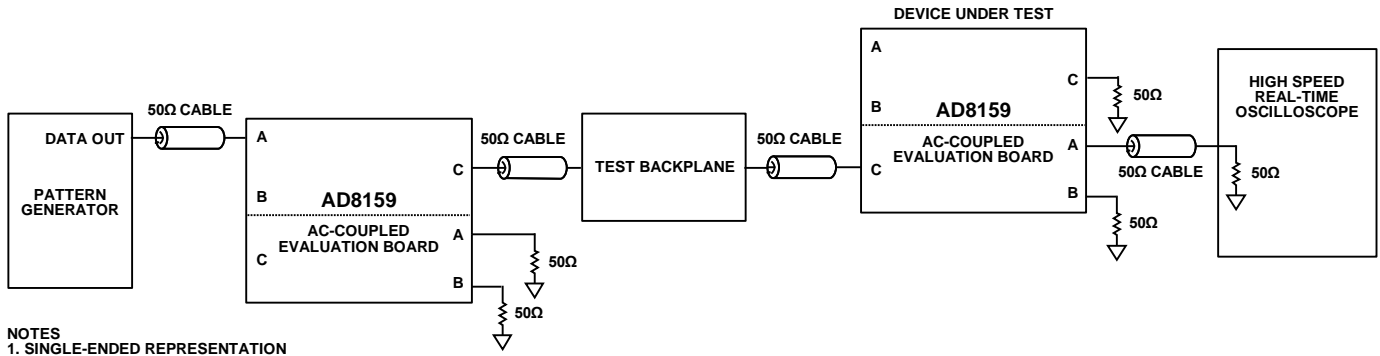 DATA OUT
PATTERN
GENERATOR
50Ω CABLE
A
B
C
AD8159
AC-COUPLED
EVALUATION BOARD
C
A
B
50Ω
50Ω
50Ω CABLE
TEST BACKPLANE
50Ω CABLE
DEVICE UNDER TEST
A
B
C
AD8159
AC-COUPLED
EVALUATION BOARD
C
A
B
50Ω
50Ω
50Ω CABLE
HIGH SPEED
REAL-TIME
OSCILLOSCOPE
50Ω
NOTES
1. SINGLE-ENDED REPRESENTATION